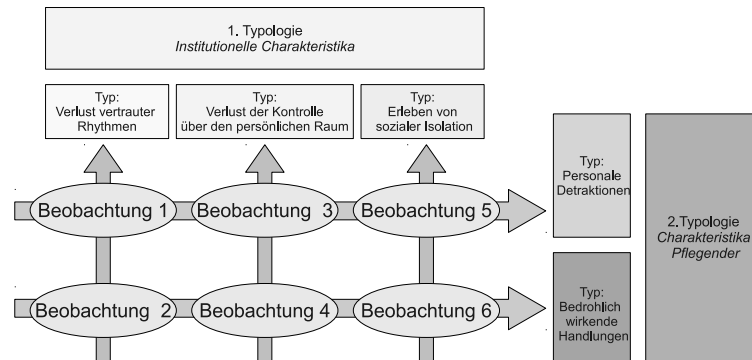 1. Typologie
Institutionelle Charakteristika
Typ:
Verlust vertrauter
Rhythmen
Typ:
Verlust der Kontrolle
über den persönlichen Raum
Typ:
Erleben von
sozialer Isolation
Beobachtung 1
Beobachtung 3
Beobachtung 5
Typ:
Personale
Detraktionen
2.Typologie
Charakteristika
Pflegender
Beobachtung 2
Beobachtung 4
Beobachtung 6
Typ:
Bedrohlich
wirkende
Handlungen